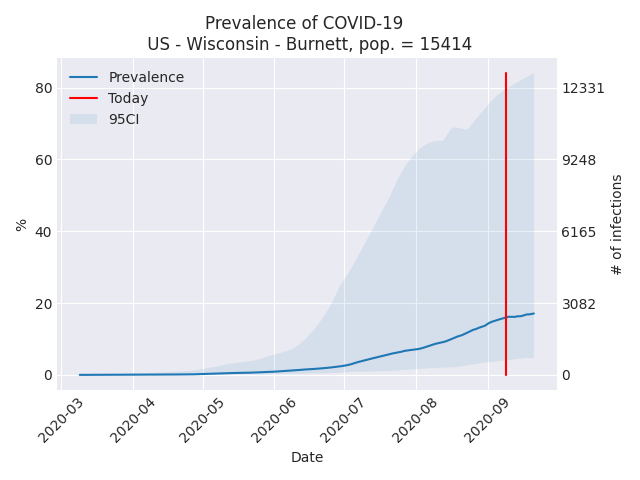 Prevalence of COVID-19
US - Wisconsin - Burnett, pop. = 15414
Prevalence
Today
95CI
80
60
40
20
0
%
12331
9248
6165
3082
0
# of infections
2020-03
2020-04
2020-05
2020-06
2020-07
2020-08
2020-09
Date